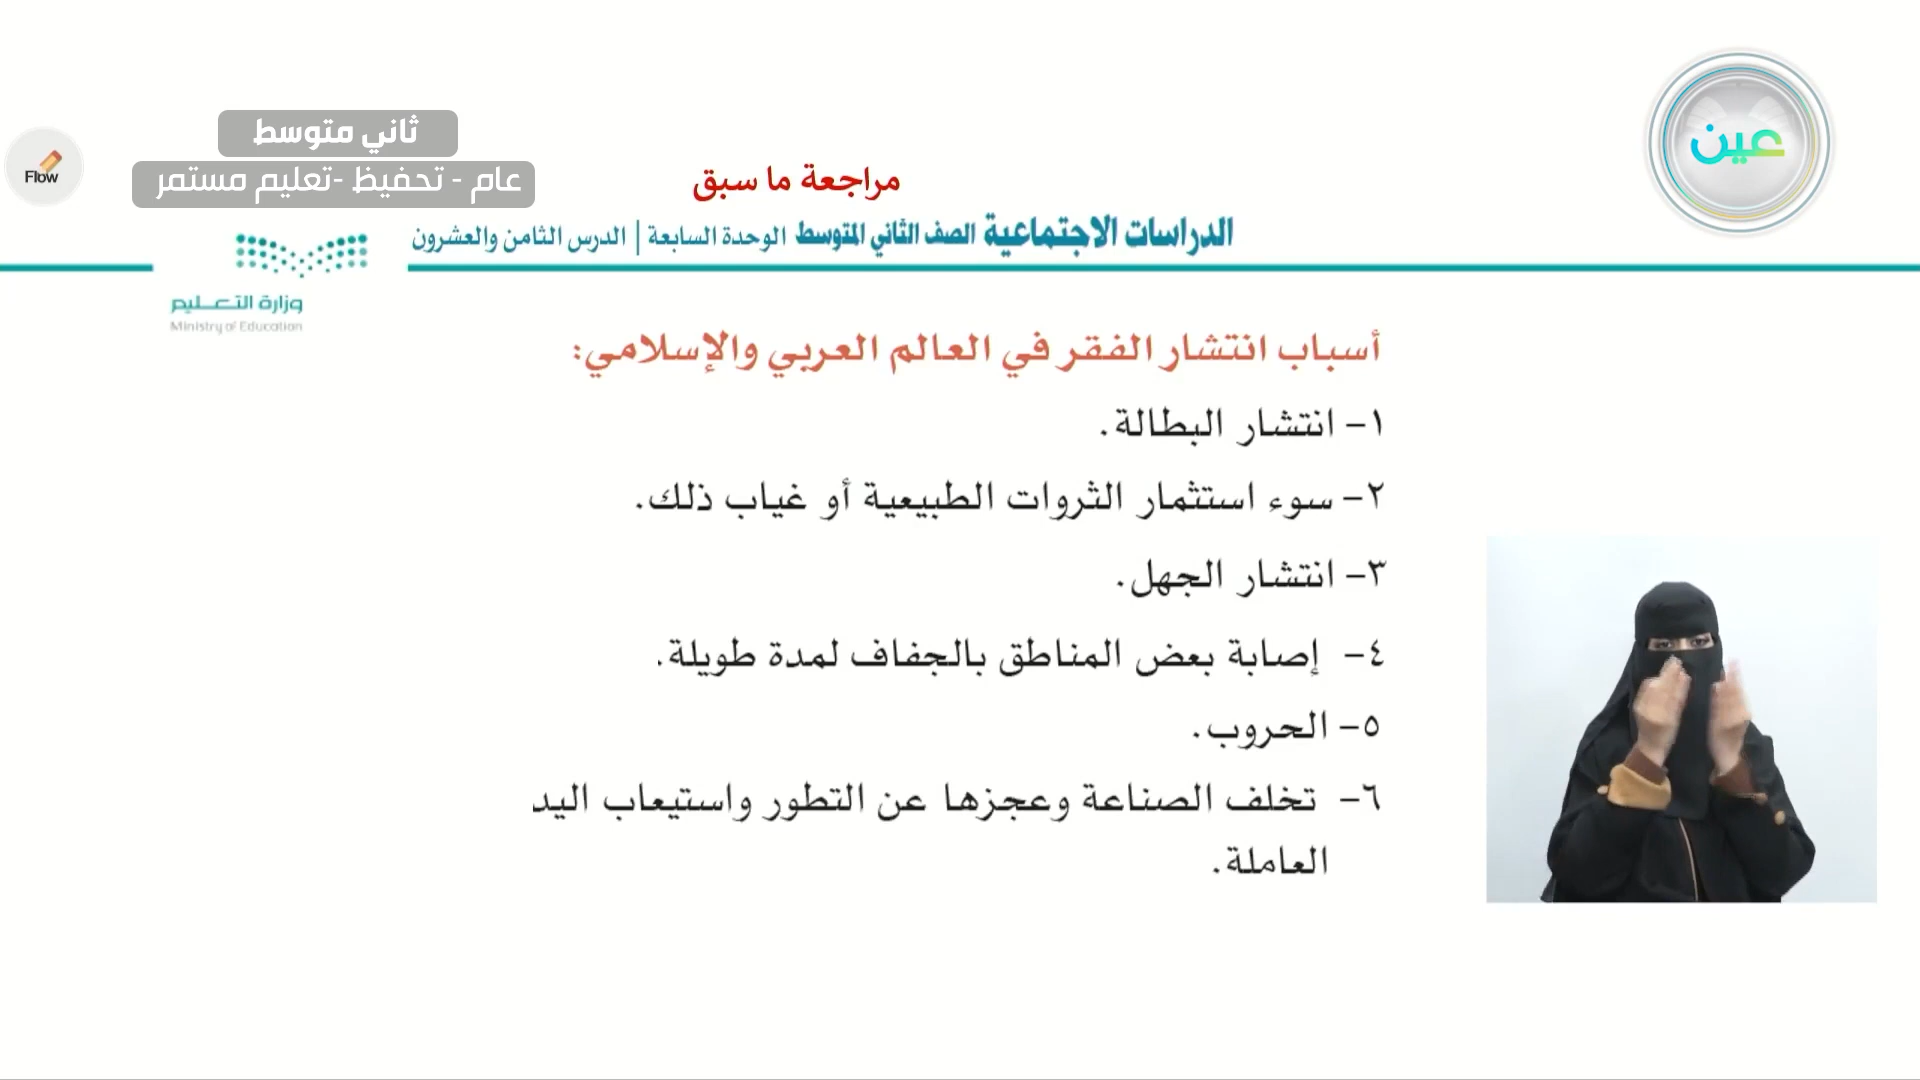 عين
ثاني متوسط
عام - تحفيظ -تعليم مستمر
Flow
مراجعة ما سبق
الدراسات الاجتماعية الصف الثاني المتوسط الوحدة السابعة | الدرس الثامن والعشرون
وزارة التعليم
Ministry of Education
أسباب انتشار الفقر في العالم العربي والإسلامي:
١- انتشار البطالة.
٢- سوء استثمار الثروات الطبيعية أو غياب ذلك.
٣- انتشار الجهل.
٤- إصابة بعض المناطق بالجفاف لمدة طويلة.
٥- الحروب.
٦- تخلف الصناعة وعجزها عن التطور واستيعاب اليد
العاملة.